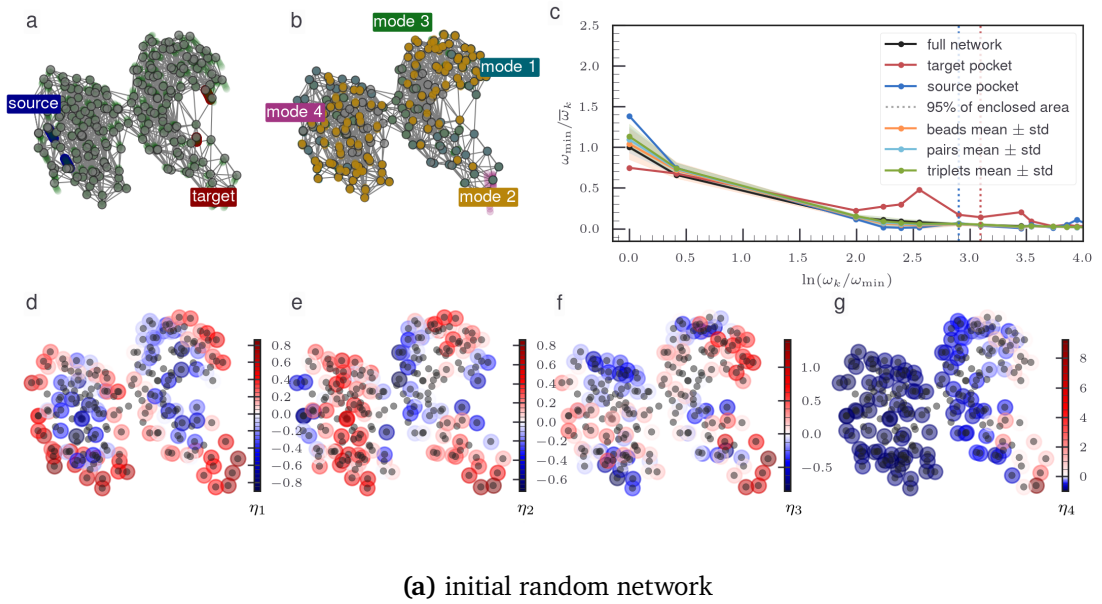 a
source
target
b
mode 3
mode 1
mode 4
mode 2
c
2.5
2.0
1.5
1.0
0.5
0.0
ω_min/ω̅_k
full network
target pocket
source pocket
95% of enclosed area
beads mean ± std
pairs mean ± std
triplets mean ± std
0.0 0.5 1.0 1.5 2.0 2.5 3.0 3.5 4.0
ln(ω_k/ω_min)
d
0.8
0.6
0.4
0.2
0.0
−0.2
−0.4
−0.6
−0.8
η1
e
0.8
0.6
0.4
0.2
0.0
−0.2
−0.4
−0.6
η2
f
1.0
0.5
0.0
−0.5
η3
g
8
6
4
2
0
η4
(a) initial random network